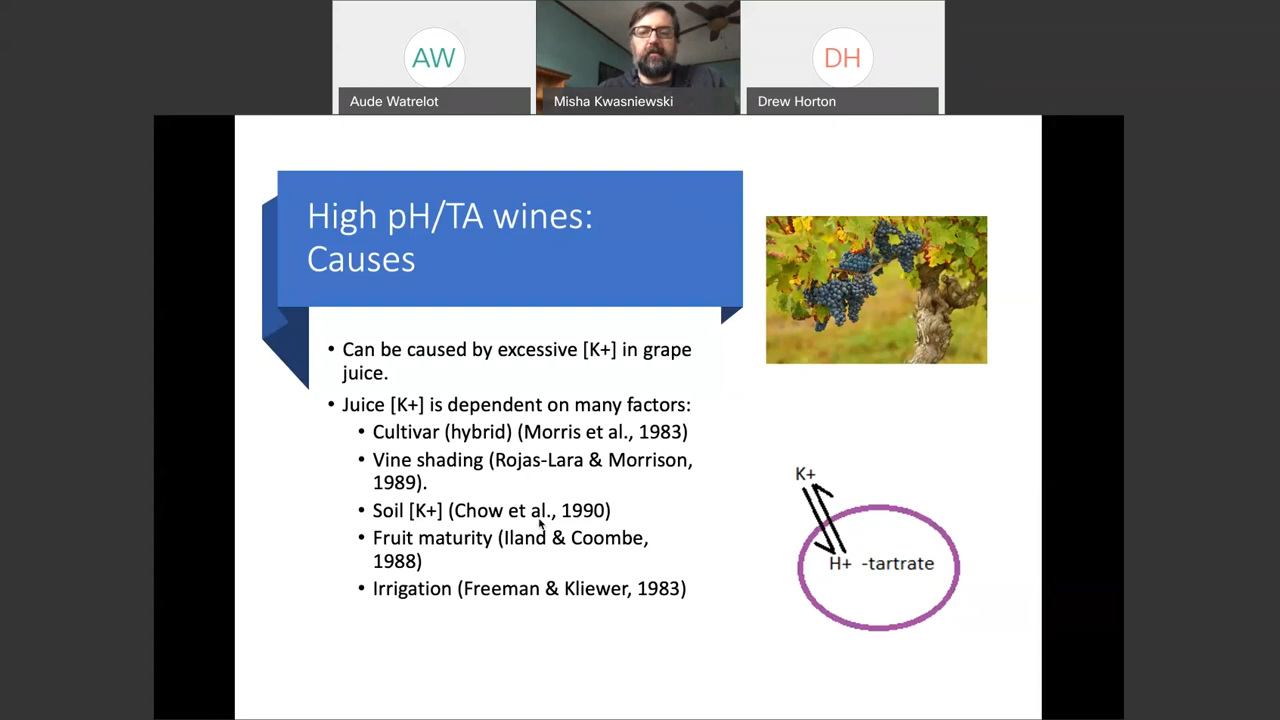 AW
DH
Aude Watrelot
Misha Kwasniewski
Drew Horton
High pH/TA wines:
Causes
• Can be caused by excessive [K+] in grape
juice.
• Juice [K+] is dependent on many factors:
• Cultivar (hybrid) (Morris et al., 1983)
• Vine shading (Rojas-Lara & Morrison,
1989).
• Soil [K+] (Chow et al., 1990)
• Fruit maturity (Iland & Coombe,
1988)
• Irrigation (Freeman & Kliewer, 1983)
K+
H+ -tartrate